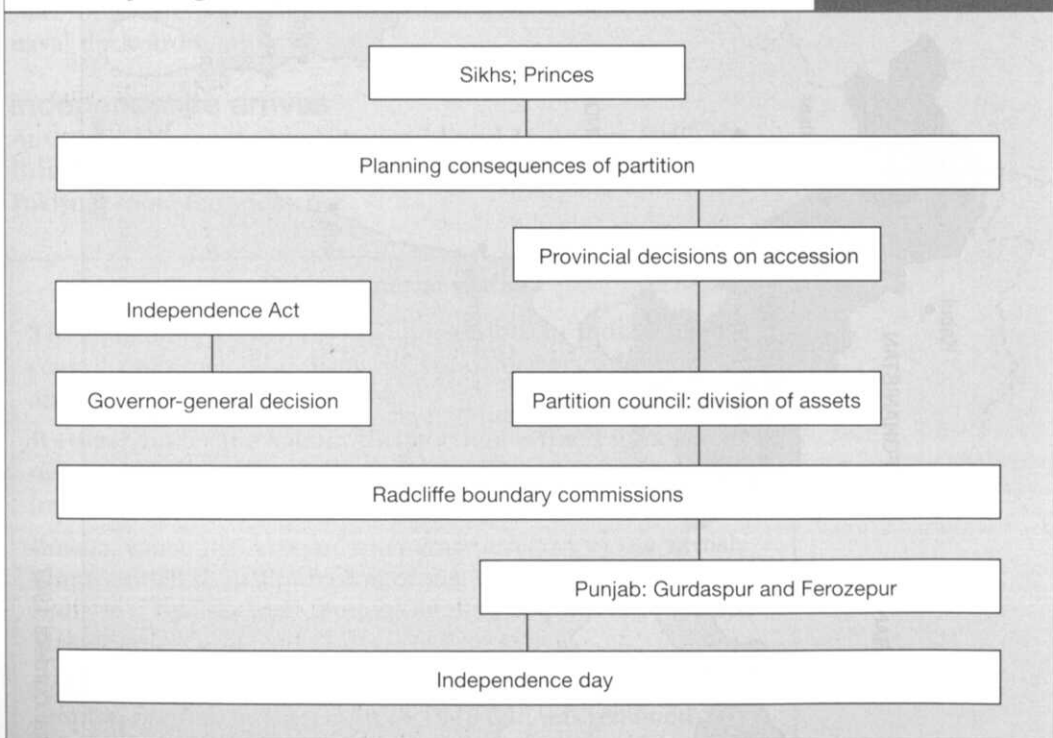 Sikhs; Princes
Planning consequences of partition
Provincial decisions on accession
Independence Act
Governor-general decision
Partition council: division of assets
Radcliffe boundary commissions
Punjab: Gurdaspur and Ferozepur
Independence day